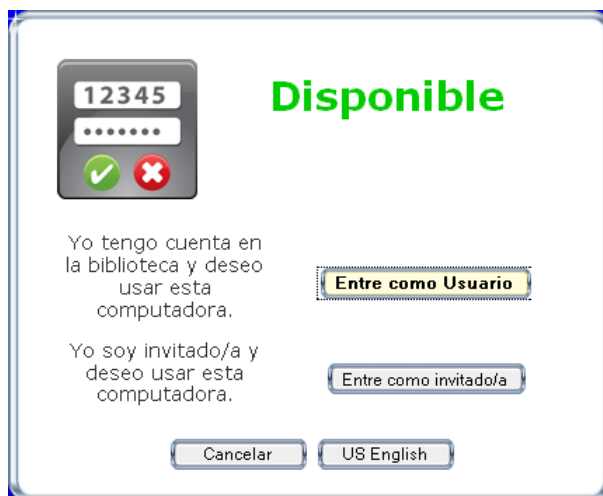 12345
Disponible
Yo tengo cuenta en
la biblioteca y deseo
usar esta
computadora.
Entre como Usuario
Yo soy invitado/a y
deseo usar esta
computadora.
Entre como invitado/a
Cancelar
US English